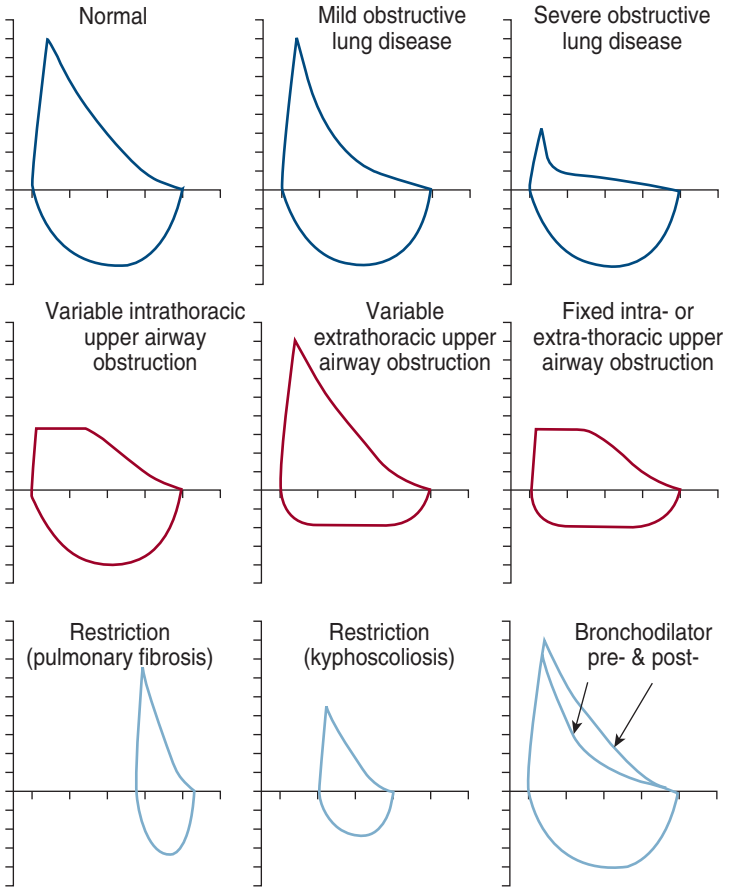 Normal
Mild obstructive
lung disease
Severe obstructive
lung disease
Variable intrathoracic
upper airway
obstruction
Variable
extrathoracic upper
airway obstruction
Fixed intra- or
extra-thoracic upper
airway obstruction
Restriction
(pulmonary fibrosis)
Restriction
(kyphoscoliosis)
Bronchodilator
pre- & post-